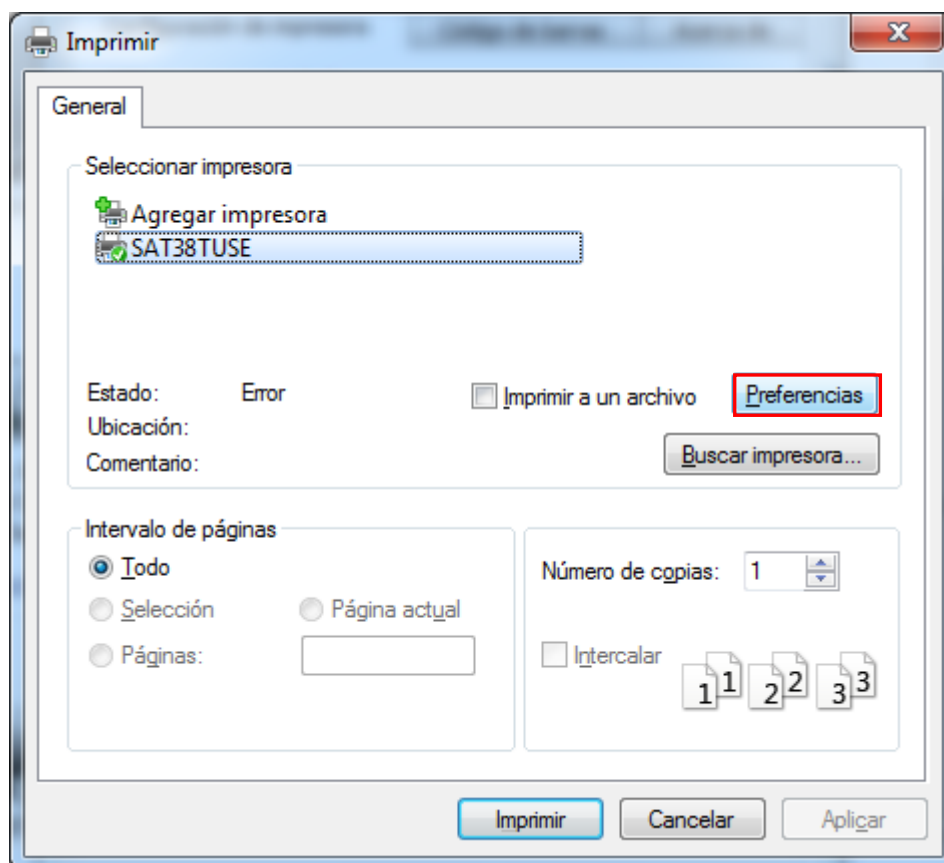 Imprimir
General
Seleccionar impresora
Agregar impresora
SAT38TUSE
Estado: Error
Imprimir a un archivo
Preferencias
Ubicación:
Buscar impresora...
Comentario:
Intervalo de páginas
Todo
Selección
Página actual
Páginas:
Número de copias: 1
Intercalar
1 1 2 2 3 3
Imprimir
Cancelar
Aplicar